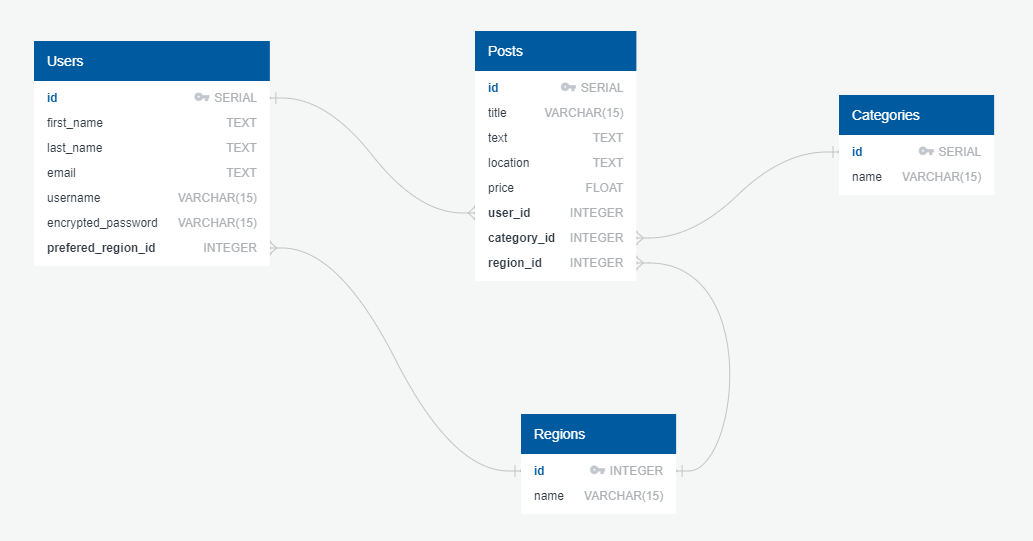 Users
id SERIAL
first_name TEXT
last_name TEXT
email TEXT
username VARCHAR(15)
encrypted_password VARCHAR(15)
prefered_region_id INTEGER
Posts
id SERIAL
title VARCHAR(15)
text TEXT
location TEXT
price FLOAT
user_id INTEGER
category_id INTEGER
region_id INTEGER
Categories
id SERIAL
name VARCHAR(15)
Regions
id INTEGER
name VARCHAR(15)